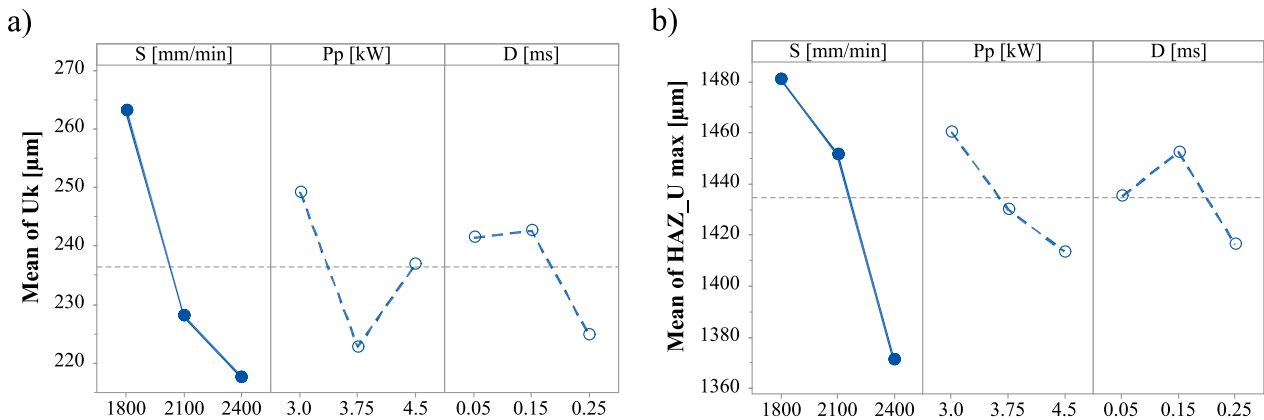 a)
S [mm/min] Pp [kW] D [ms]
Mean of Uk [μm]
270
260
250
240
230
220
1800 2100 2400 3.0 3.75 4.5 0.05 0.15 0.25
b)
S [mm/min] Pp [kW] D [ms]
Mean of HAZ_U max [μm]
1480
1460
1440
1420
1400
1380
1360
1800 2100 2400 3.0 3.75 4.5 0.05 0.15 0.25